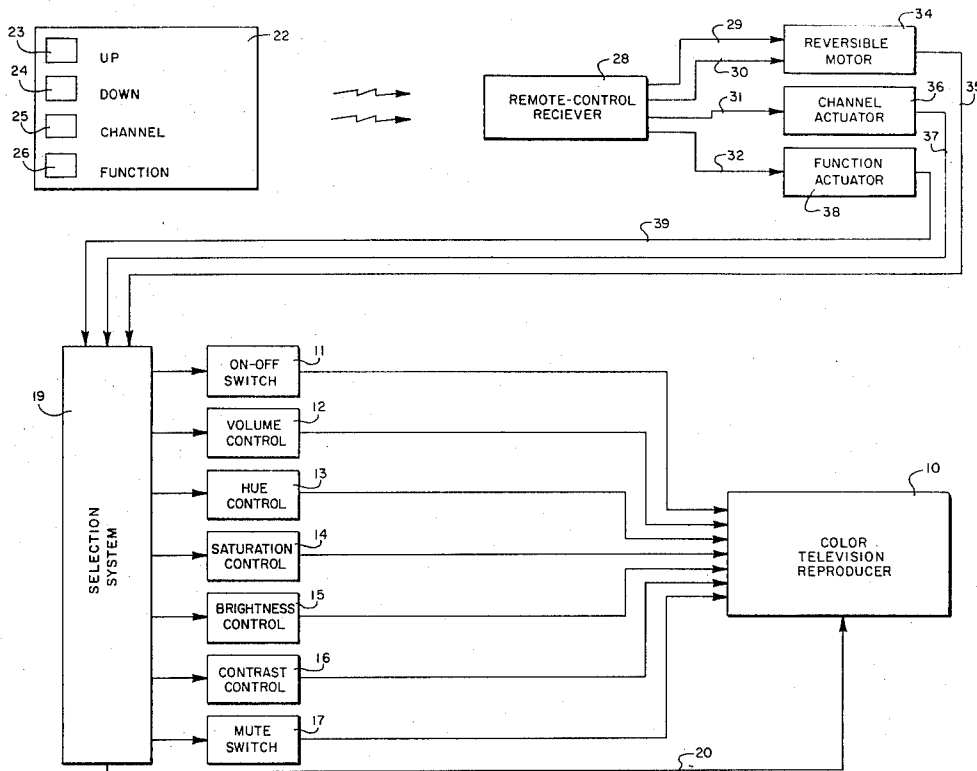 23
UP
22
24
DOWN
25
CHANNEL
26
FUNCTION
28
REMOTE-CONTROL
RECIEVER
29
30
31
32
34
REVERSIBLE
MOTOR
35
36
CHANNEL
ACTUATOR
37
FUNCTION
ACTUATOR
38
39
19
SELECTION
SYSTEM
11
ON-OFF
SWITCH
12
VOLUME
CONTROL
13
HUE
CONTROL
14
SATURATION
CONTROL
15
BRIGHTNESS
CONTROL
16
CONTRAST
CONTROL
17
MUTE
SWITCH
10
COLOR
TELEVISION
REPRODUCER
20